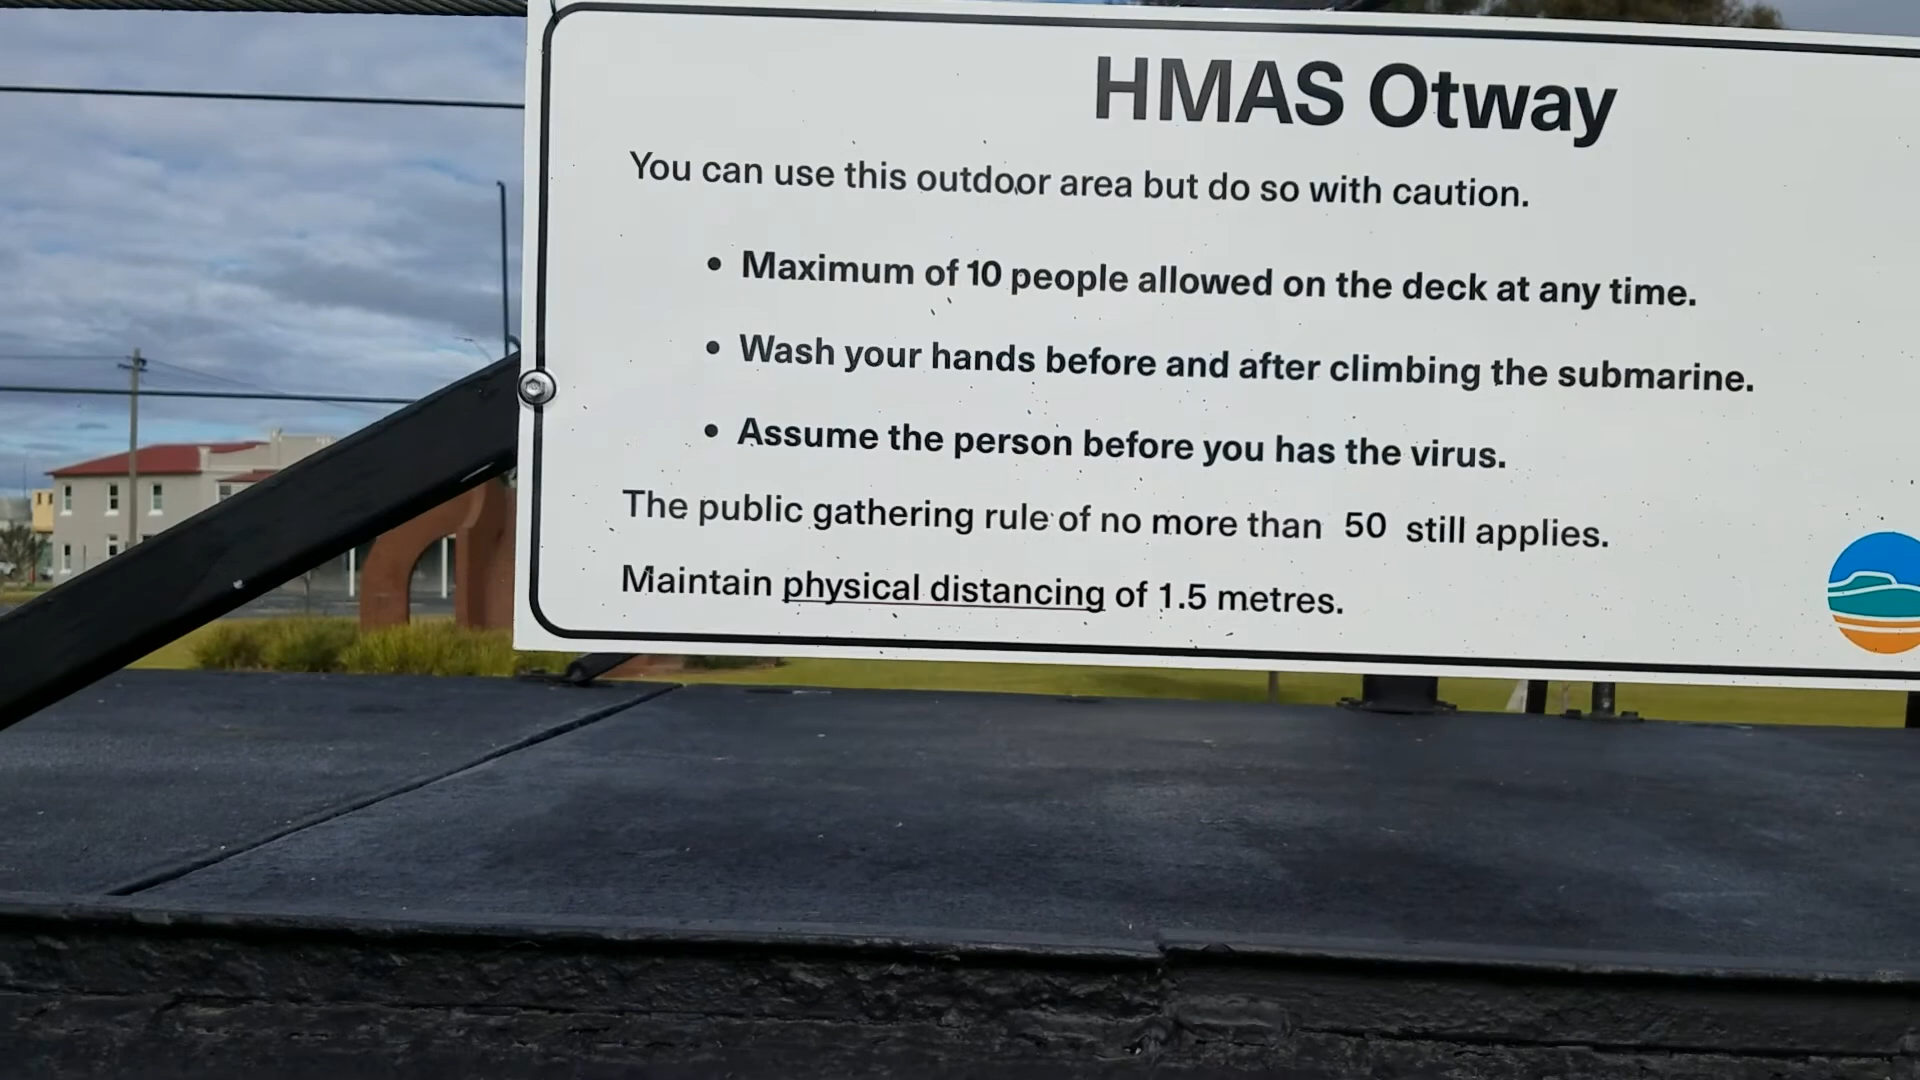 HMAS Otway
You can use this outdoor area but do so with caution.
• Maximum of 10 people allowed on the deck at any time.
• Wash your hands before and after climbing the submarine.
• Assume the person before you has the virus.
The public gathering rule of no more than 50 still applies.
Maintain physical distancing of 1.5 metres.